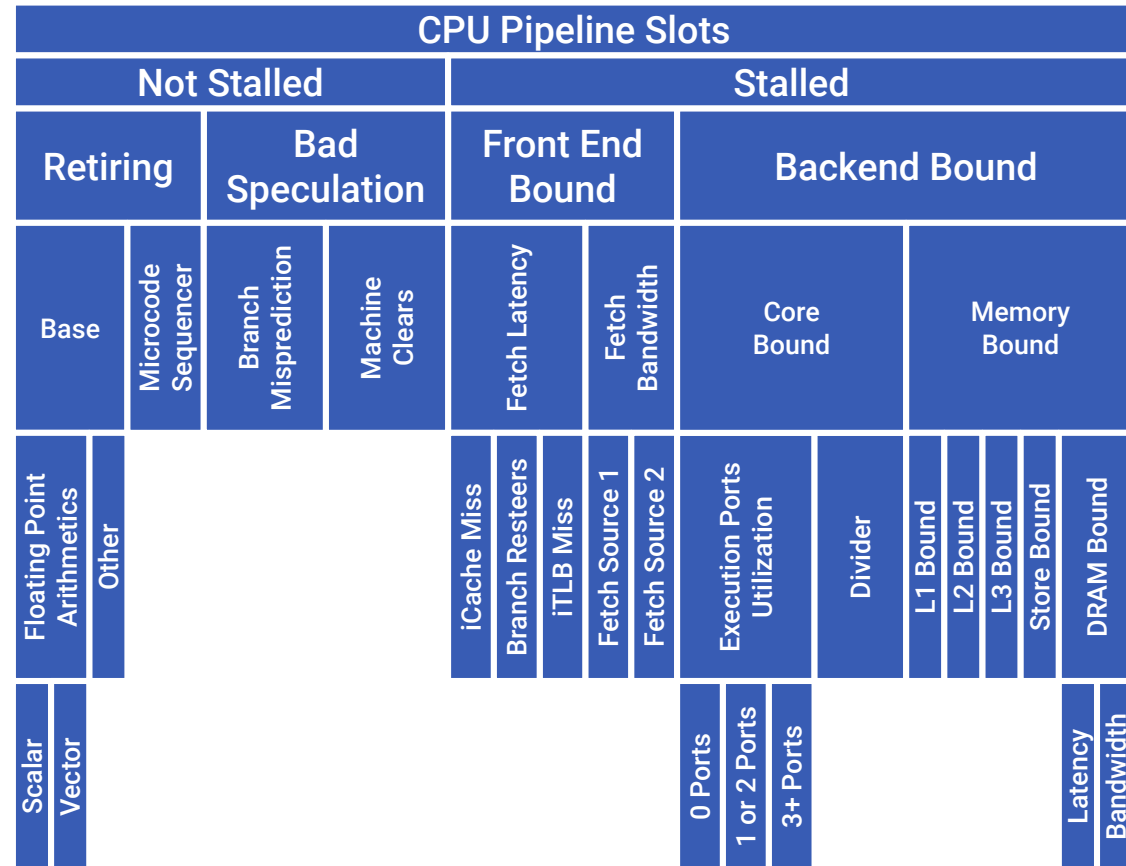 CPU Pipeline Slots
Not Stalled
Stalled
Retiring
Bad
Speculation
Front End
Bound
Backend Bound
Base
Microcode
Sequencer
Branch
Misprediction
Machine
Clears
Fetch Latency
Fetch
Bandwidth
Core
Bound
Memory
Bound
Floating Point
Arithmetics
Other
iCache Miss
Branch Resteers
iTLB Miss
Fetch Source 1
Fetch Source 2
Execution Ports
Utilization
Divider
L1 Bound
L2 Bound
L3 Bound
Store Bound
DRAM Bound
Scalar
Vector
0 Ports
1 or 2 Ports
3+ Ports
Latency
Bandwidth